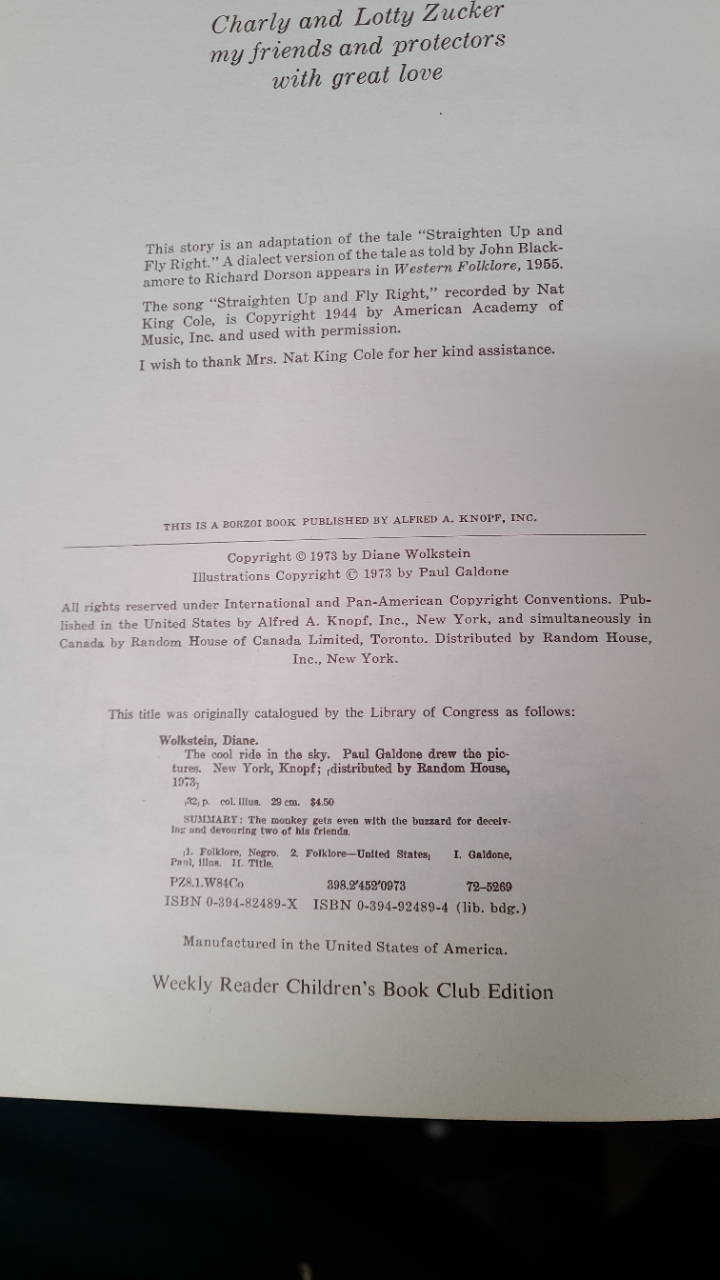 Charly and Lotty Zucker
my friends and protectors
with great love
This story is an adaptation of the tale “Straighten Up and
Fly Right.” A dialect version of the tale as told by John Black-
amore to Richard Dorson appears in Western Folklore, 1955.
The song “Straighten Up and Fly Right,” recorded by Nat
King Cole, is Copyright 1944 by American Academy of
Music, Inc. and used with permission.
I wish to thank Mrs. Nat King Cole for her kind assistance.
THIS IS A BORZOI BOOK PUBLISHED BY ALFRED A. KNOPF, INC.
Copyright © 1973 by Diane Wolkstein
Illustrations Copyright © 1973 by Paul Galdone
All rights reserved under International and Pan-American Copyright Conventions. Pub-
lished in the United States by Alfred A. Knopf, Inc., New York, and simultaneously in
Canada by Random House of Canada Limited, Toronto. Distributed by Random House,
Inc., New York.
This title was originally catalogued by the Library of Congress as follows:
Wolkstein, Diane.
The cool ride in the sky. Paul Galdone drew the pic-
tures. New York, Knopf; [distributed by Random House,
1973]
[32] p. col. illus. 29 cm. $4.50
SUMMARY: The monkey gets even with the buzzard for deceiv-
ing and devouring two of his friends.
[1. Folklore, Negro. 2. Folklore—United States] I. Galdone,
Paul, illus. II. Title.
PZ8.1.W84Co 398.2'452'0973 72–5269
ISBN 0-394-82489-X ISBN 0-394-92489-4 (lib. bdg.)
Manufactured in the United States of America.
Weekly Reader Children's Book Club Edition